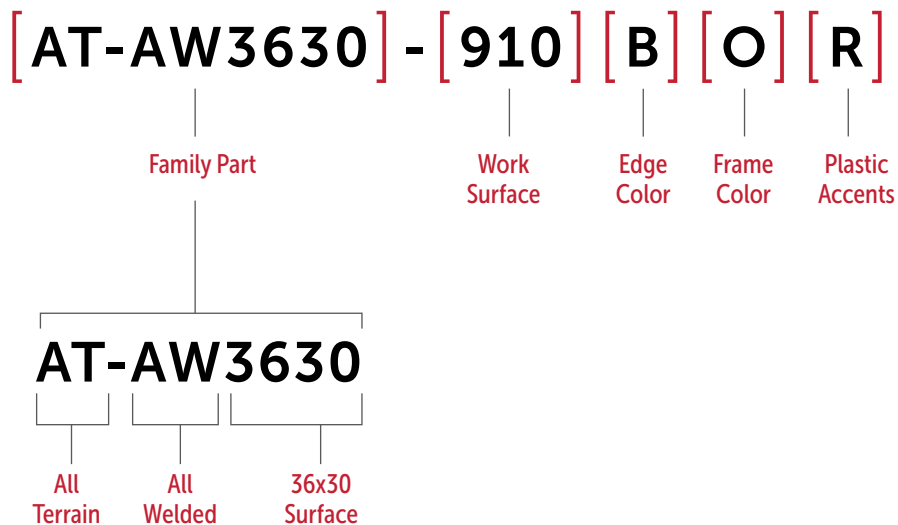 [AT-AW3630]-[910][B][O][R]
Family Part
Work
Surface
Edge
Color
Frame
Color
Plastic
Accents
AT-AW3630
All
Terrain
All
Welded
36x30
Surface